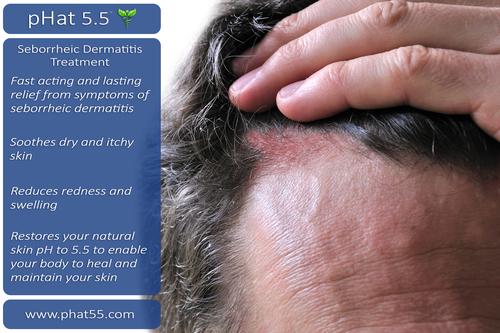 pHat 5.5
Seborrheic Dermatitis
Treatment
Fast acting and lasting
relief from symptoms of
seborrheic dermatitis
Soothes dry and itchy
skin
Reduces redness and
swelling
Restores your natural
skin pH to 5.5 to enable
your body to heal and
maintain your skin
www.phat55.com